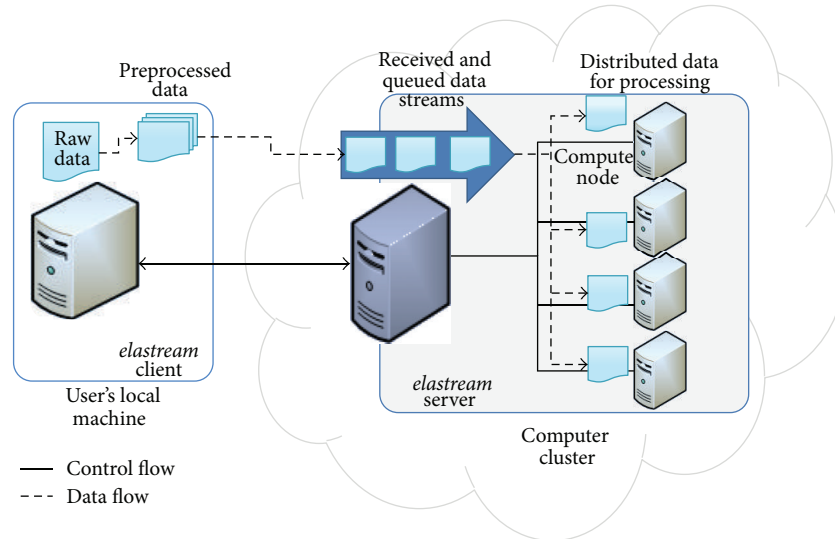 Preprocessed
data
Raw
data
elastream
client
User's local
machine
Received and
queued data
streams
Distributed data
for processing
Compute
node
elastream
server
Computer
cluster
Control flow
Data flow